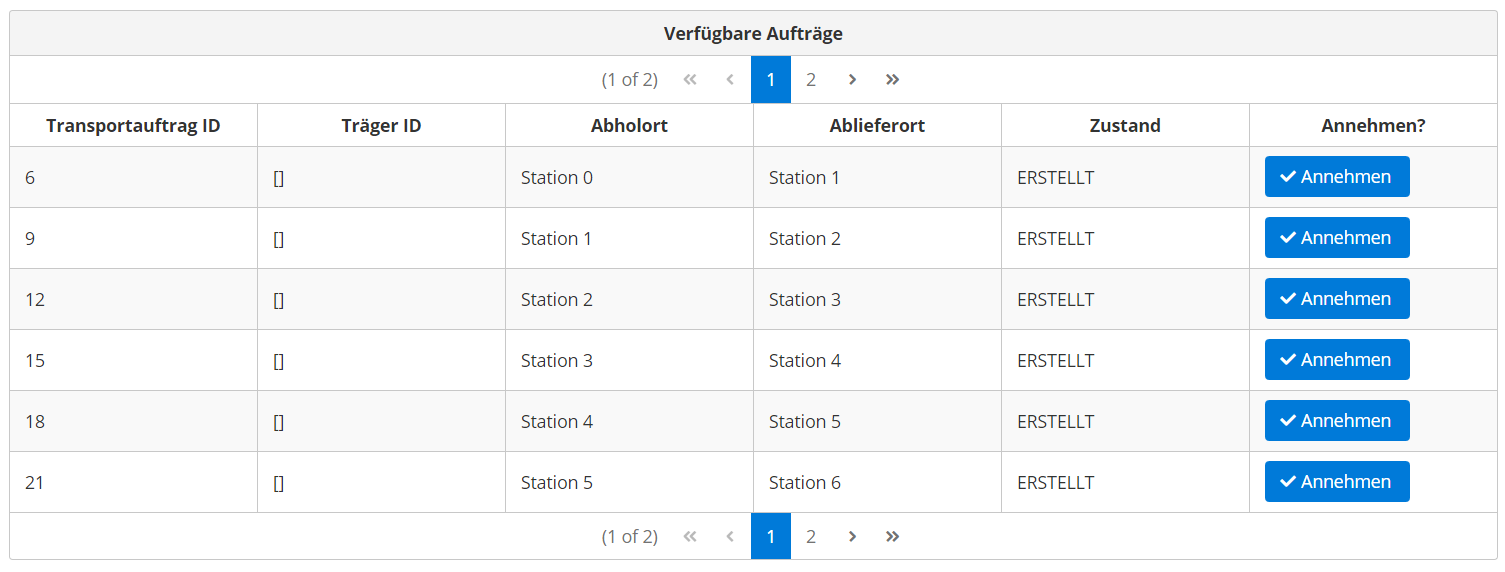 Verfügbare Aufträge
(1 of 2) « ‹ 1 2 › »
Transportauftrag ID Träger ID Abholort Ablieferort Zustand Annehmen?
6 [] Station 0 Station 1 ERSTELLT ✓ Annehmen
9 [] Station 1 Station 2 ERSTELLT ✓ Annehmen
12 [] Station 2 Station 3 ERSTELLT ✓ Annehmen
15 [] Station 3 Station 4 ERSTELLT ✓ Annehmen
18 [] Station 4 Station 5 ERSTELLT ✓ Annehmen
21 [] Station 5 Station 6 ERSTELLT ✓ Annehmen
(1 of 2) « ‹ 1 2 › »